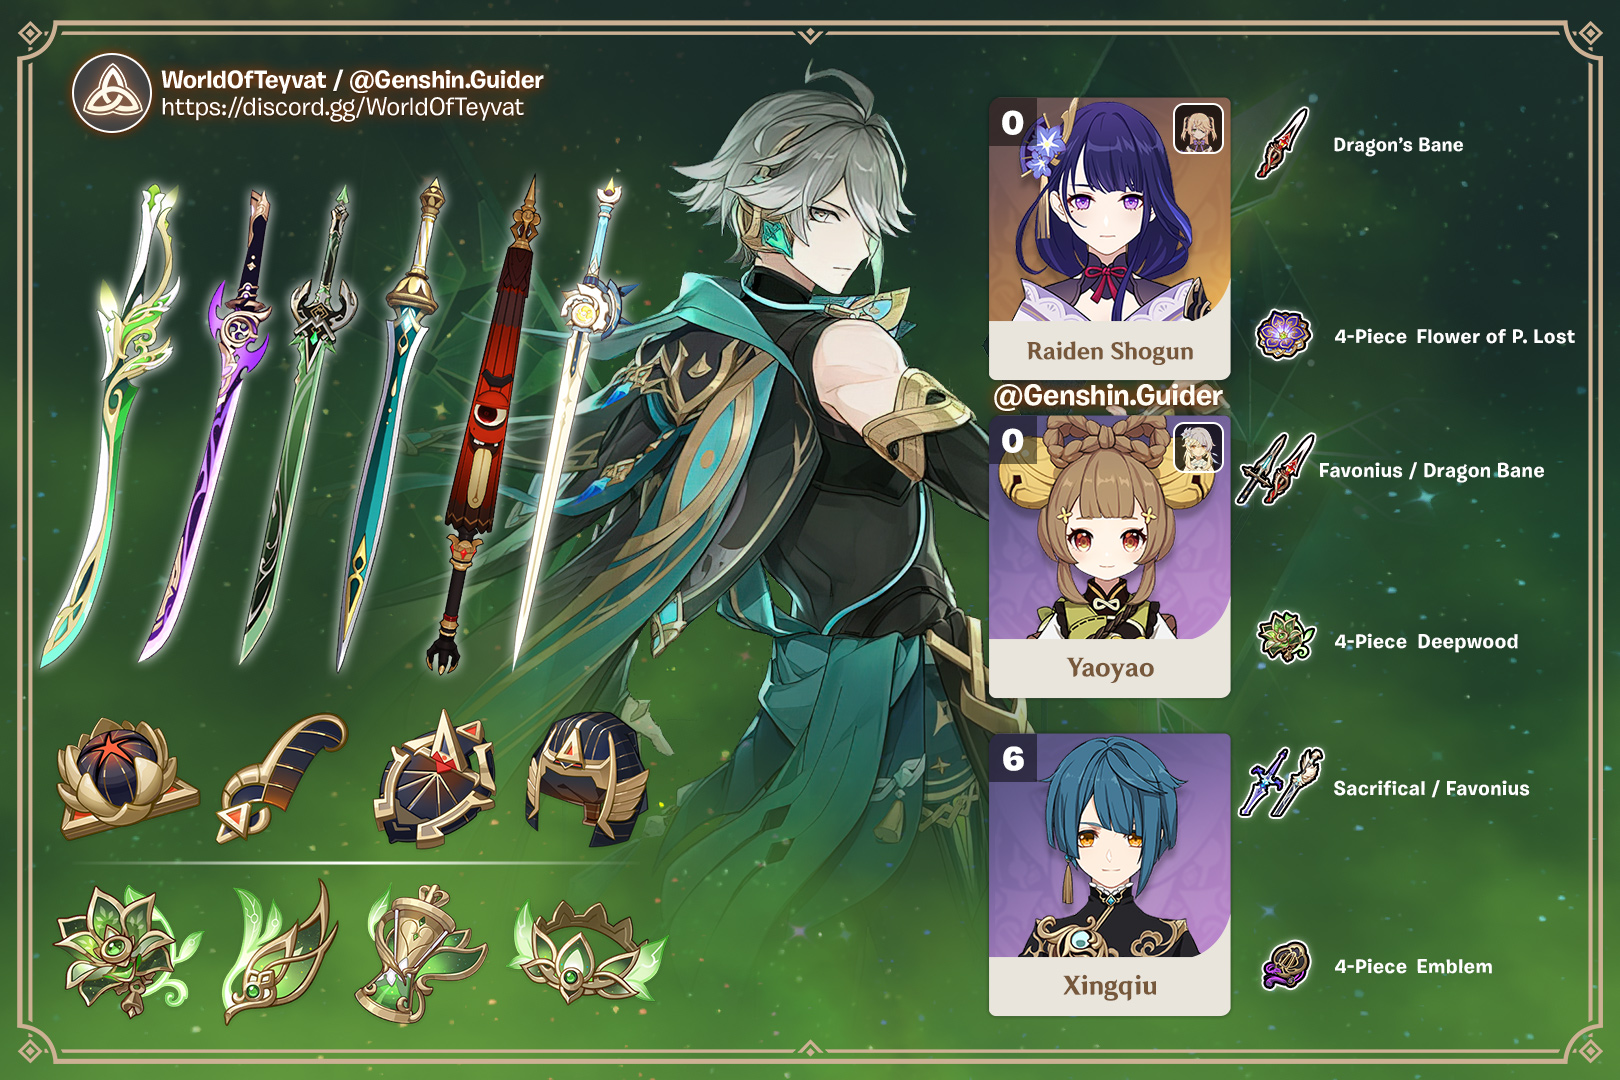 WorldOfTeyvat / @Genshin.Guider
https://discord.gg/WorldOfTeyvat
0
Raiden Shogun
Dragon's Bane
4-Piece Flower of P. Lost
@Genshin.Guider
0
Yaoyao
Favonius / Dragon Bane
4-Piece Deepwood
6
Xingqiu
Sacrifical / Favonius
4-Piece Emblem